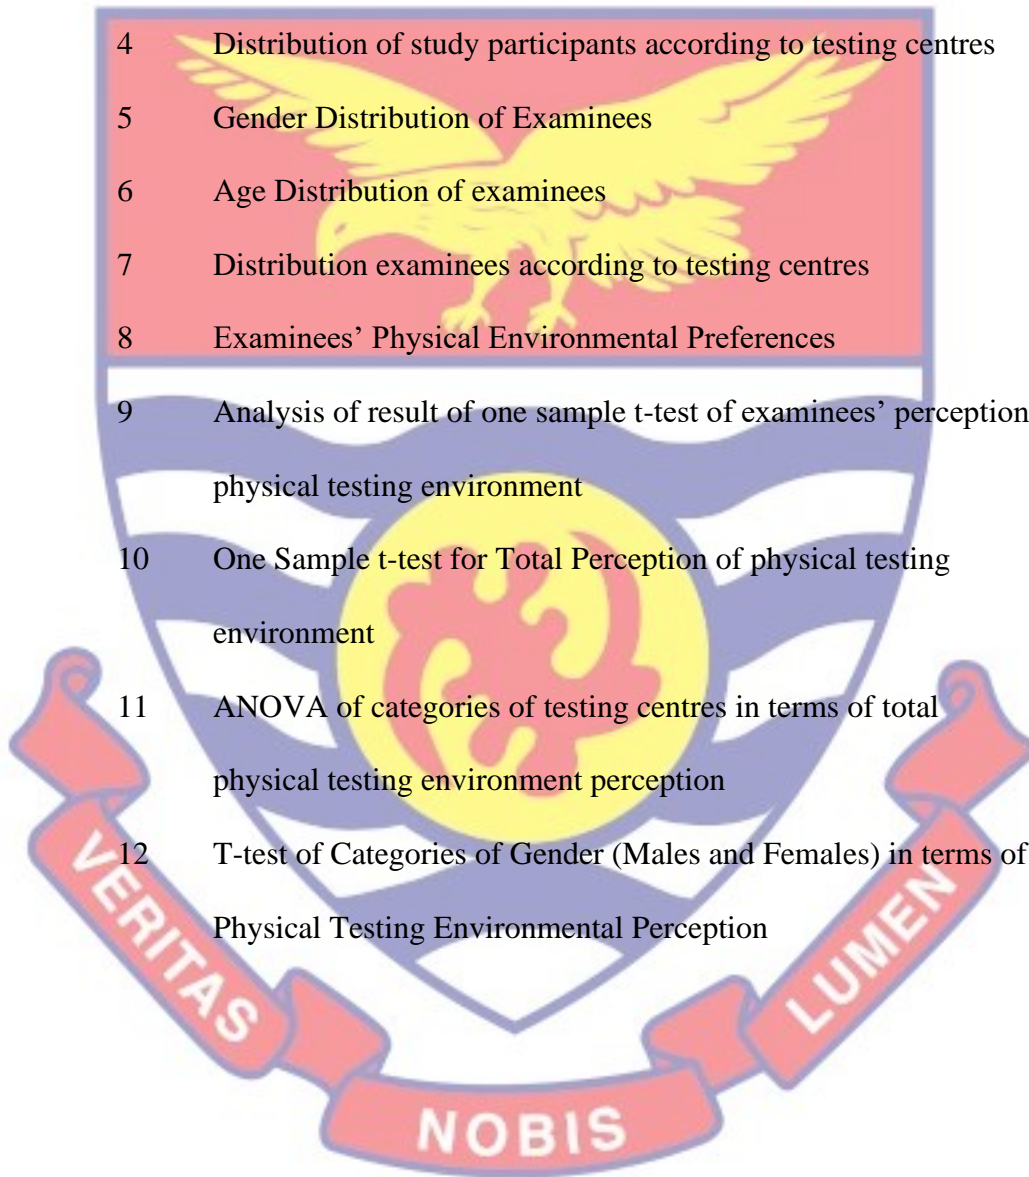 4 Distribution of study participants according to testing centres
5 Gender Distribution of Examinees
6 Age Distribution of examinees
7 Distribution examinees according to testing centres
8 Examinees’ Physical Environmental Preferences
9 Analysis of result of one sample t-test of examinees’ perception
physical testing environment
10 One Sample t-test for Total Perception of physical testing
environment
11 ANOVA of categories of testing centres in terms of total
physical testing environment perception
12 T-test of Categories of Gender (Males and Females) in terms of
Physical Testing Environmental Perception
VERITAS
NOBIS
LUMEN